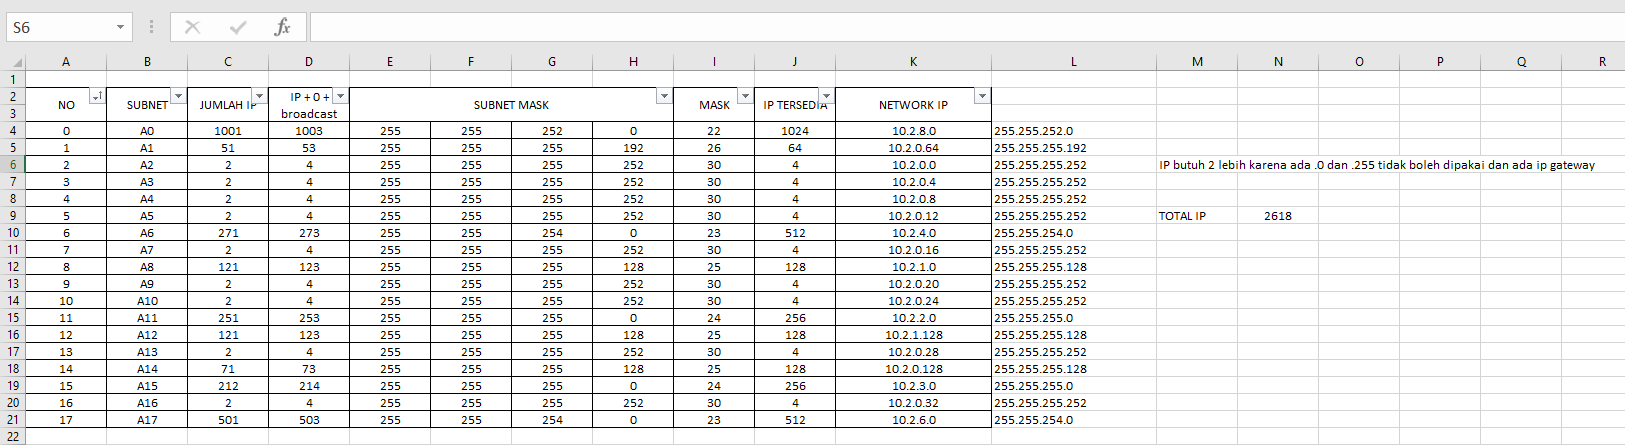 S6 fx
A B C D E F G H I J K L M N O P Q R
1
2 NO SUBNET JUMLAH IP IP + 0 + SUBNET MASK MASK IP TERSEDIA NETWORK IP
3 broadcast
4 0 A0 1001 1003 255 255 252 0 22 1024 10.2.8.0 255.255.252.0
5 1 A1 51 53 255 255 255 192 26 64 10.2.0.64 255.255.255.192
6 2 A2 2 4 255 255 255 252 30 4 10.2.0.0 255.255.255.252 IP butuh 2 lebih karena ada .0 dan .255 tidak boleh dipakai dan ada ip gateway
7 3 A3 2 4 255 255 255 252 30 4 10.2.0.4 255.255.255.252
8 4 A4 2 4 255 255 255 252 30 4 10.2.0.8 255.255.255.252
9 5 A5 2 4 255 255 255 252 30 4 10.2.0.12 255.255.255.252 TOTAL IP 2618
10 6 A6 271 273 255 255 254 0 23 512 10.2.4.0 255.255.254.0
11 7 A7 2 4 255 255 255 252 30 4 10.2.0.16 255.255.255.252
12 8 A8 121 123 255 255 255 128 25 128 10.2.1.0 255.255.255.128
13 9 A9 2 4 255 255 255 252 30 4 10.2.0.20 255.255.255.252
14 10 A10 2 4 255 255 255 252 30 4 10.2.0.24 255.255.255.252
15 11 A11 251 253 255 255 255 0 24 256 10.2.2.0 255.255.255.0
16 12 A12 121 123 255 255 255 128 25 128 10.2.1.128 255.255.255.128
17 13 A13 2 4 255 255 255 252 30 4 10.2.0.28 255.255.255.252
18 14 A14 71 73 255 255 255 128 25 128 10.2.0.128 255.255.255.128
19 15 A15 212 214 255 255 255 0 24 256 10.2.3.0 255.255.255.0
20 16 A16 2 4 255 255 255 252 30 4 10.2.0.32 255.255.255.252
21 17 A17 501 503 255 255 254 0 23 512 10.2.6.0 255.255.254.0
22